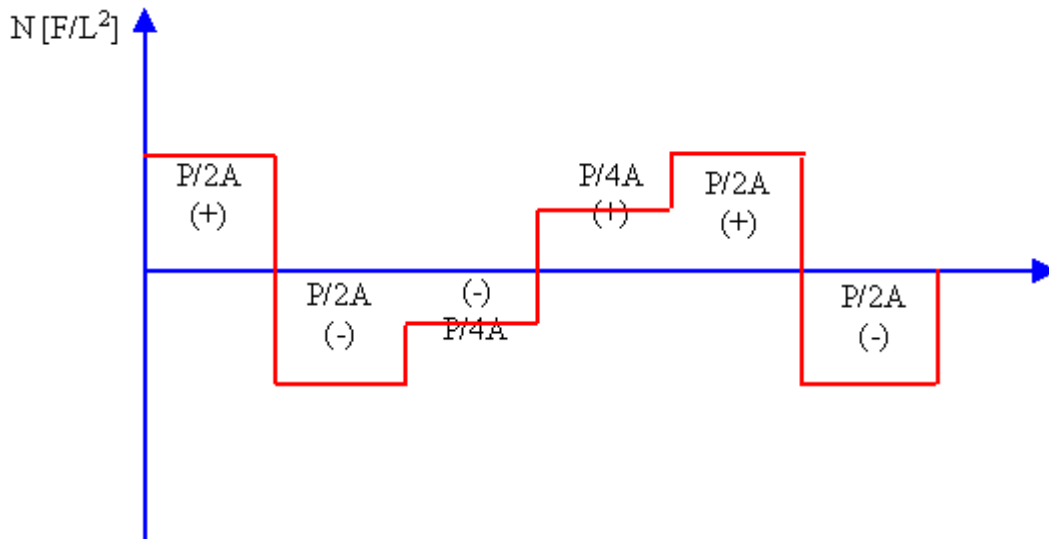 N [F/L²]
P/2A
(+)
P/2A
(-)
(-)
P/4A
P/4A
(+)
P/2A
(+)
P/2A
(-)